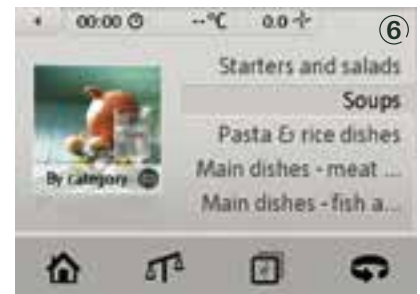 00:00 --°C 0.0 ⑥
Starters and salads
Soups
Pasta & rice dishes
Main dishes - meat ...
Main dishes - fish a...
By category